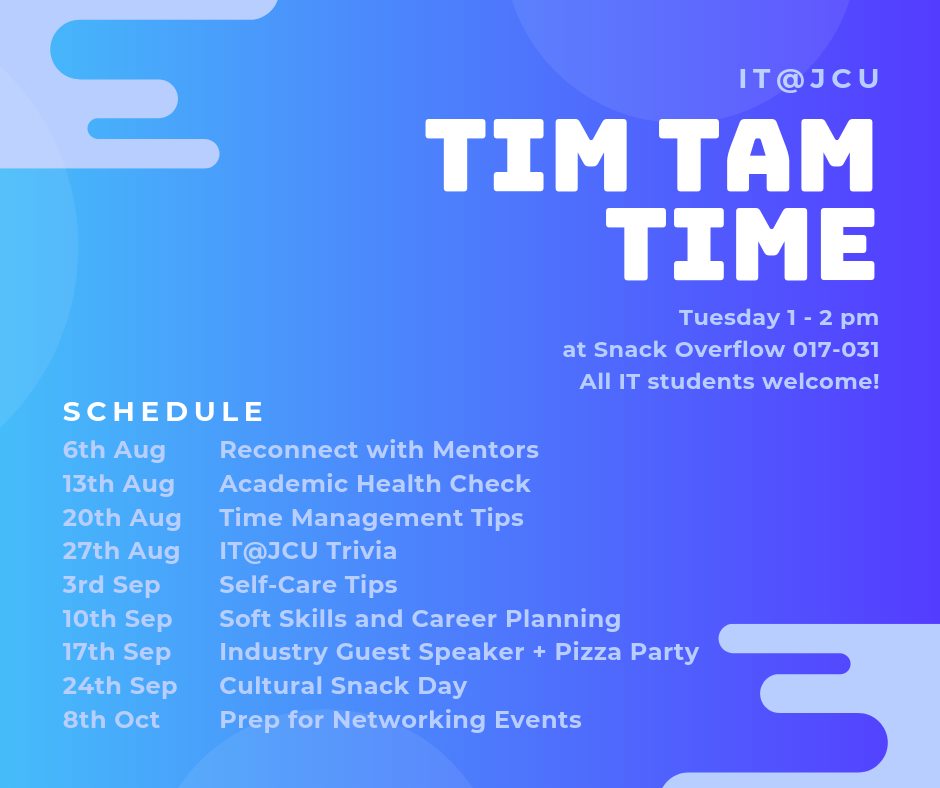 IT@JCU
TIM TAM
TIME
Tuesday 1 - 2 pm
at Snack Overflow 017-031
All IT students welcome!
SCHEDULE
6th Aug Reconnect with Mentors
13th Aug Academic Health Check
20th Aug Time Management Tips
27th Aug IT@JCU Trivia
3rd Sep Self-Care Tips
10th Sep Soft Skills and Career Planning
17th Sep Industry Guest Speaker + Pizza Party
24th Sep Cultural Snack Day
8th Oct Prep for Networking Events